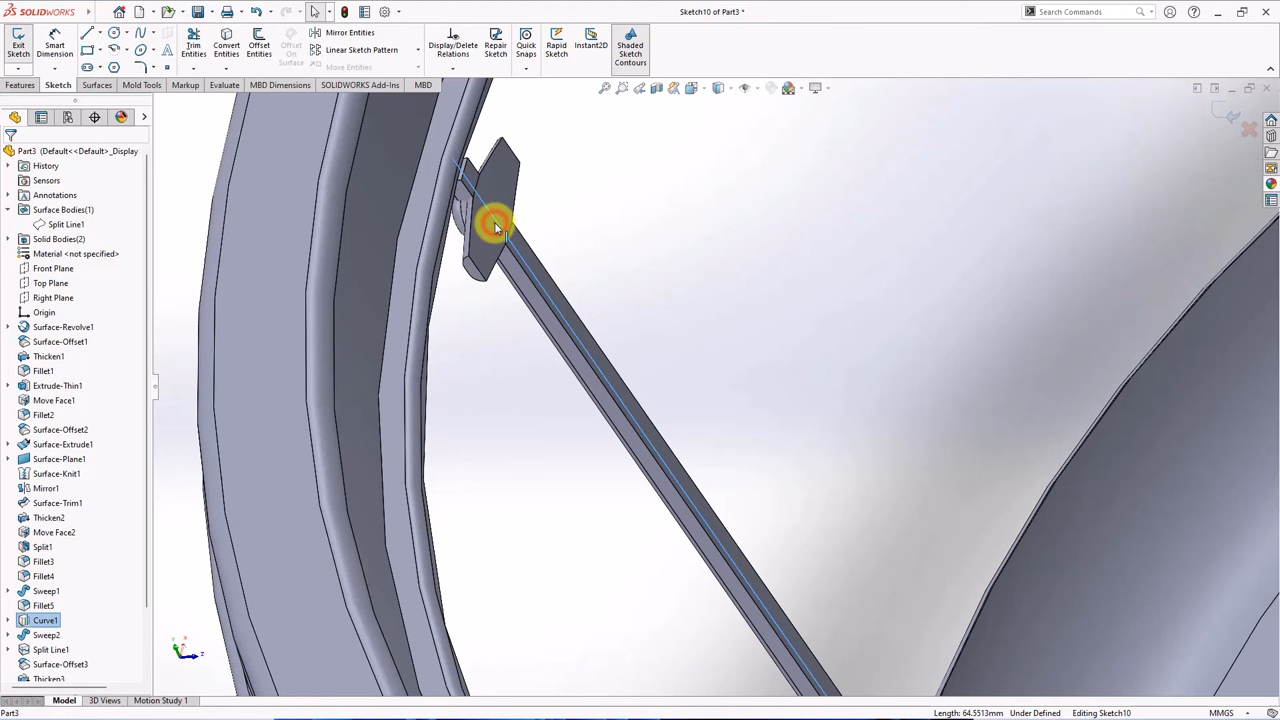 SOLIDWORKS
Sketch10 of Part3 *
Search Commands
Exit Sketch
Smart Dimension
Trim Entities
Convert Entities
Offset Entities
Offset On Surface
Mirror Entities
Linear Sketch Pattern
Move Entities
Display/Delete Relations
Repair Sketch
Quick Snaps
Rapid Sketch
Instant2D
Shaded Sketch Contours
Features
Sketch
Surfaces
Mold Tools
Markup
Evaluate
MBD Dimensions
SOLIDWORKS Add-Ins
MBD
Part3 (Default<<Default>_Display
History
Sensors
Annotations
Surface Bodies(1)
Split Line1
Solid Bodies(2)
Material <not specified>
Front Plane
Top Plane
Right Plane
Origin
Surface-Revolve1
Surface-Offset1
Thicken1
Fillet1
Extrude-Thin1
Move Face1
Fillet2
Surface-Offset2
Surface-Extrude1
Surface-Plane1
Surface-Knit1
Mirror1
Surface-Trim1
Thicken2
Move Face2
Split1
Fillet3
Fillet4
Sweep1
Fillet5
Curve1
Sweep2
Split Line1
Surface-Offset3
Thicken3
Model
3D Views
Motion Study 1
Part3
Length: 64.5513mm
Under Defined
Editing Sketch10
MMGS